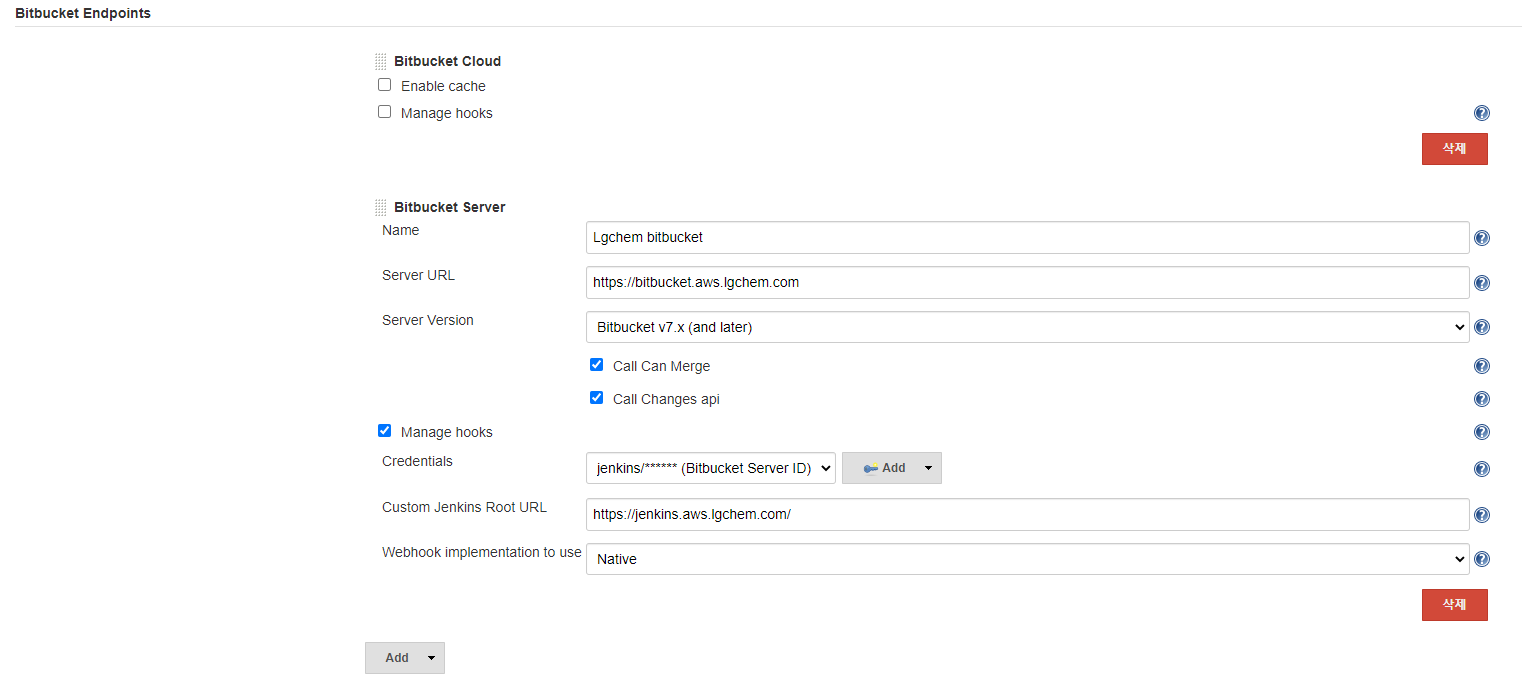 Bitbucket Endpoints
Bitbucket Cloud
Enable cache
Manage hooks
삭제
Bitbucket Server
Name
Lgchem bitbucket
Server URL
https://bitbucket.aws.lgchem.com
Server Version
Bitbucket v7.x (and later)
Call Can Merge
Call Changes api
Manage hooks
Credentials
jenkins/****** (Bitbucket Server ID)
Add
Custom Jenkins Root URL
https://jenkins.aws.lgchem.com/
Webhook implementation to use
Native
삭제
Add